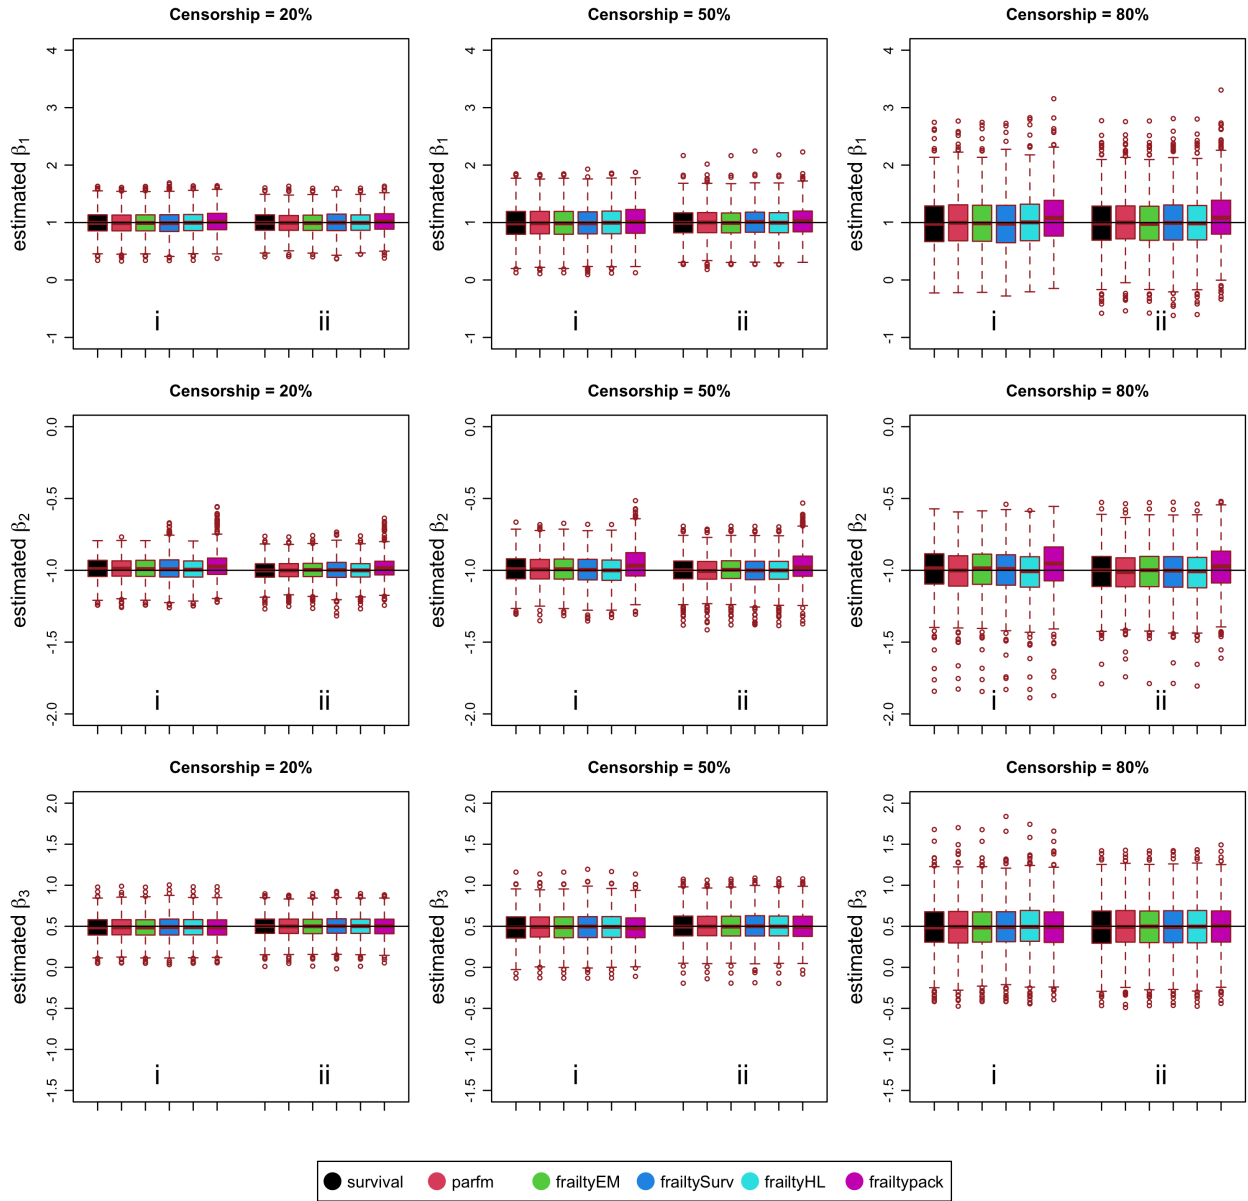 Censorship = 20% Censorship = 50% Censorship = 80%
estimated β1 estimated β1 estimated β1
4 4 4
3 3 3
2 2 2
1 1 1
0 0 0
-1 -1 -1
i ii i ii i ii
Censorship = 20% Censorship = 50% Censorship = 80%
estimated β2 estimated β2 estimated β2
0.0 0.0 0.0
-0.5 -0.5 -0.5
-1.0 -1.0 -1.0
-1.5 -1.5 -1.5
-2.0 -2.0 -2.0
i ii i ii i ii
Censorship = 20% Censorship = 50% Censorship = 80%
estimated β3 estimated β3 estimated β3
2.0 2.0 2.0
1.5 1.5 1.5
1.0 1.0 1.0
0.5 0.5 0.5
0.0 0.0 0.0
-0.5 -0.5 -0.5
-1.0 -1.0 -1.0
-1.5 -1.5 -1.5
i ii i ii i ii
survival parfm frailtyEM frailtySurv frailtyHL frailtypack